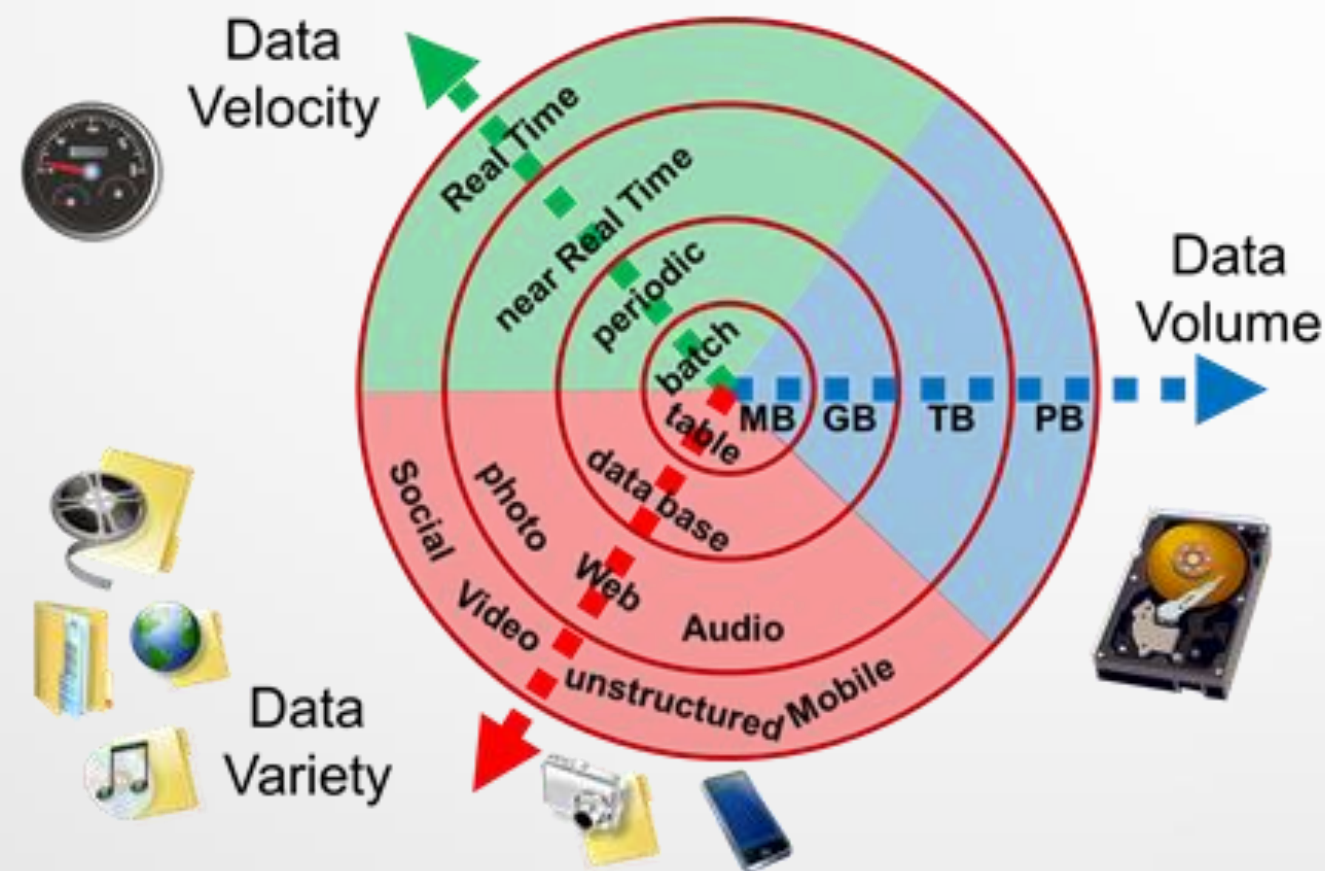 Data
Velocity
Real Time
near Real Time
periodic
batch
Data
Volume
MB GB TB PB
table
data base
photo
Web
Audio
Social
Video
unstructured
Mobile
Data
Variety